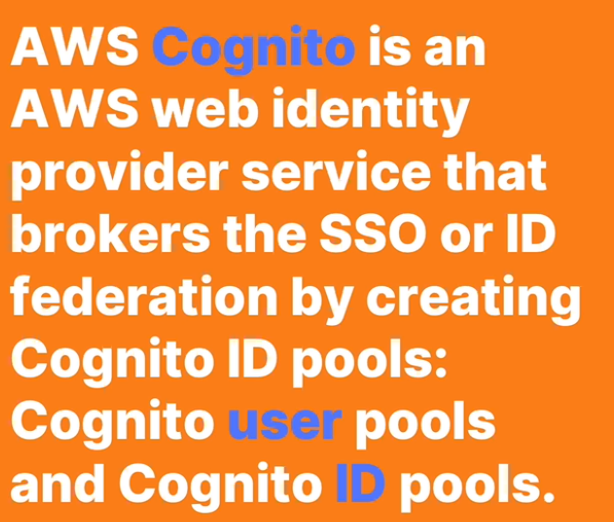 AWS Cognito is an
AWS web identity
provider service that
brokers the SSO or ID
federation by creating
Cognito ID pools:
Cognito user pools
and Cognito ID pools.